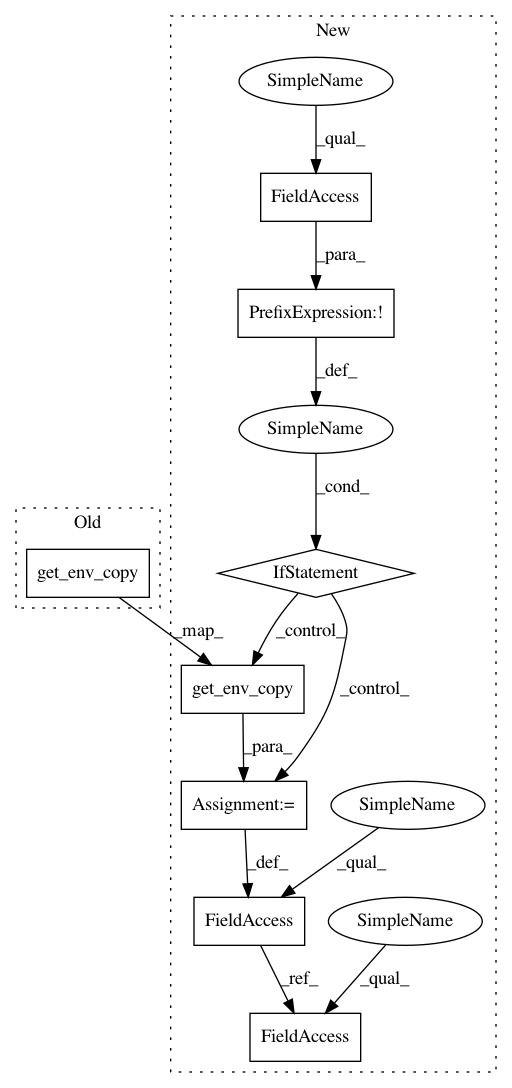 New
SimpleName
_qual_
FieldAccess
_para_
PrefixExpression:!
_def_
SimpleName
_cond_
Old
get_env_copy
IfStatement
_map_
_control_
get_env_copy
_control_
_para_
Assignment:=
SimpleName
_def_
_qual_
FieldAccess
SimpleName
_ref_
_qual_
FieldAccess